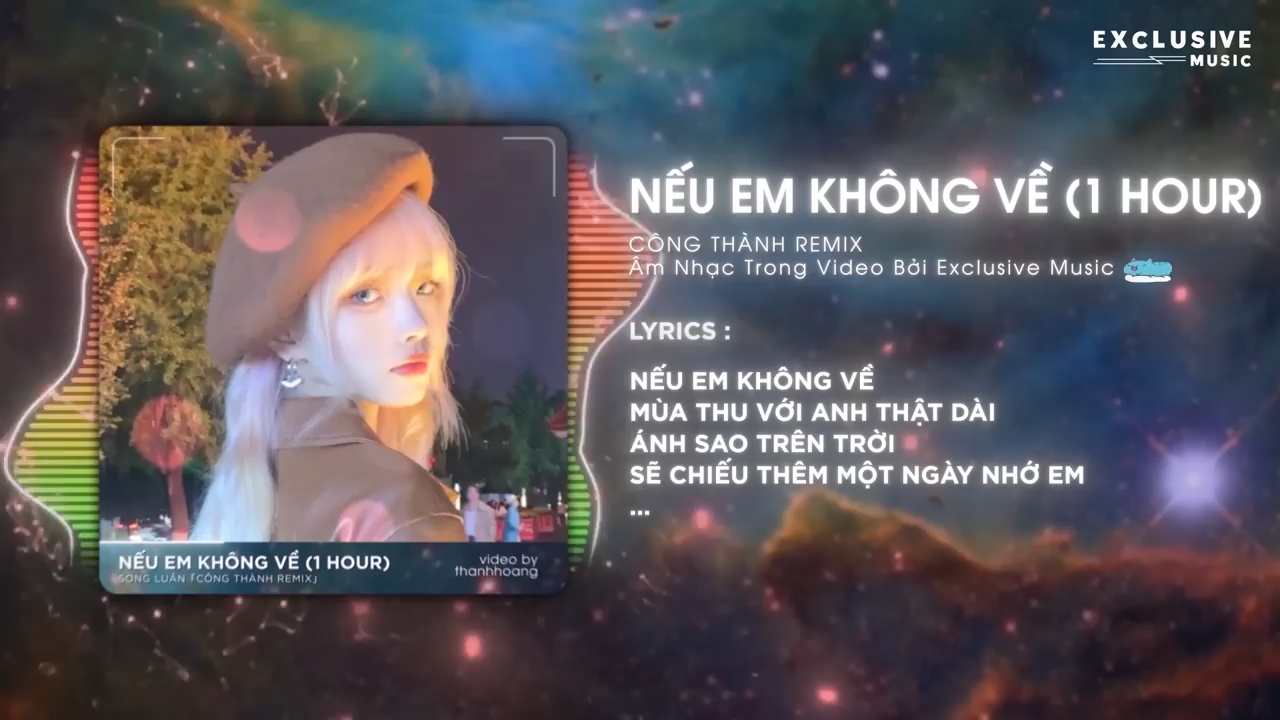 EXCLUSIVE
MUSIC
NẾU EM KHÔNG VỀ (1 HOUR)
CÔNG THÀNH REMIX
Âm Nhạc Trong Video Bởi Exclusive Music
LYRICS :
NẾU EM KHÔNG VỀ
MÙA THU VỚI ANH THẬT DÀI
ÁNH SAO TRÊN TRỜI
SẼ CHIẾU THÊM MỘT NGÀY NHỚ EM
...
NẾU EM KHÔNG VỀ (1 HOUR)
SONG LUÂN「CÔNG THÀNH REMIX」
video by
thanhhoang